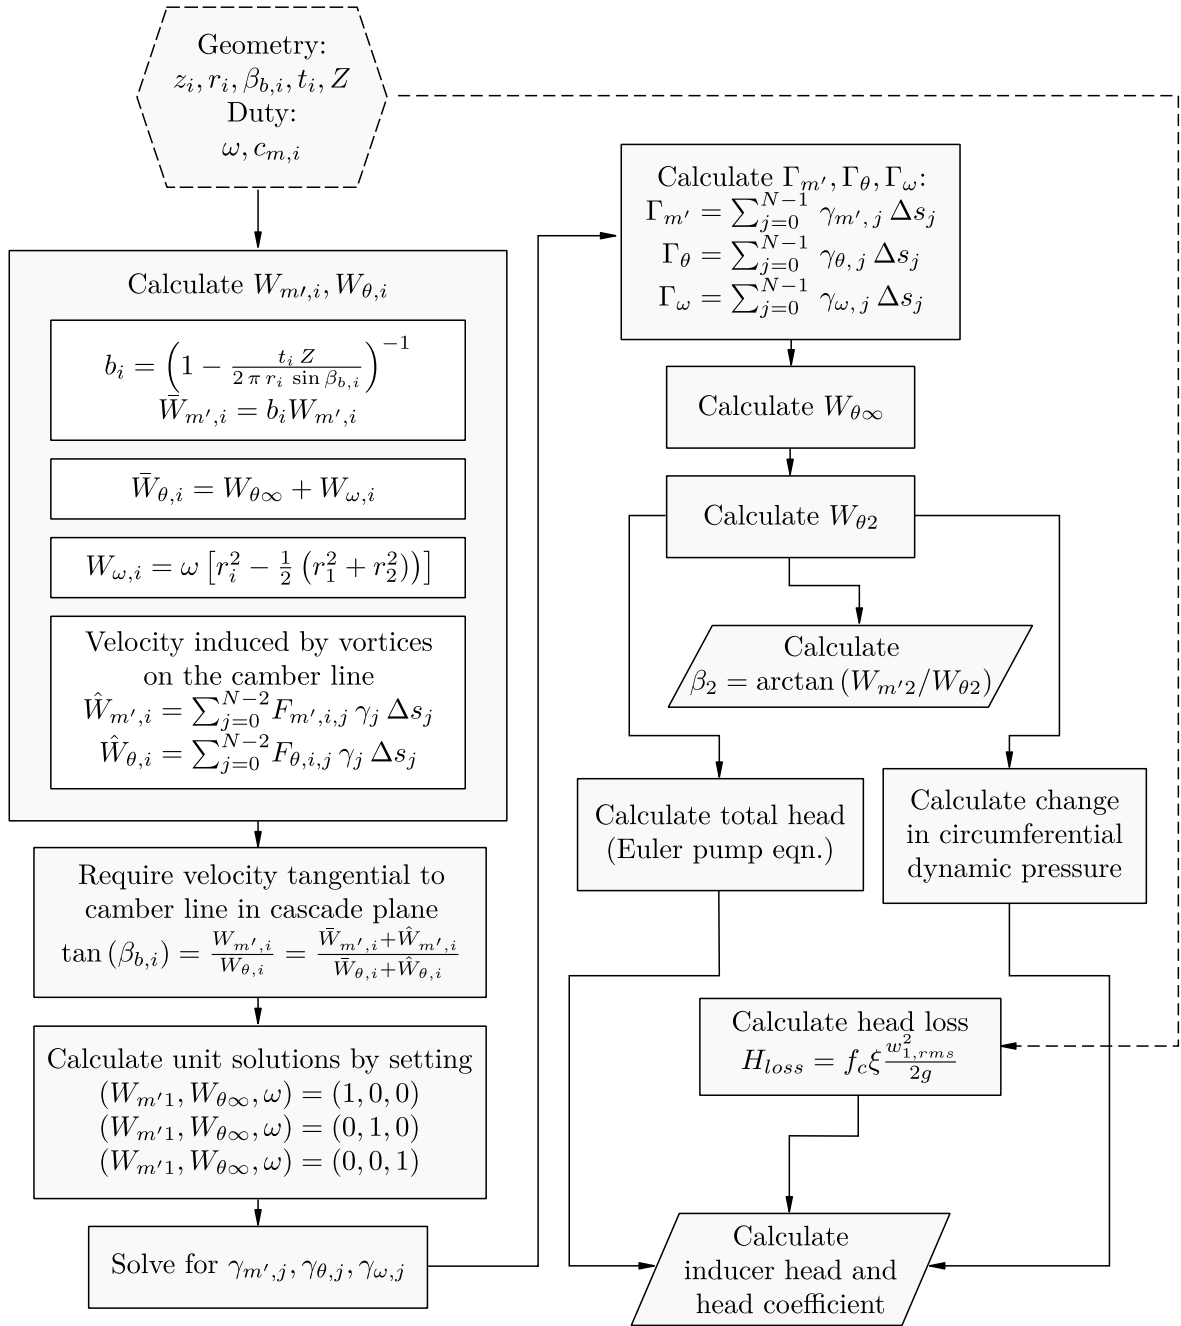 Geometry:
z_i, r_i, β_{b,i}, t_i, Z
Duty:
ω, c_{m,i}
Calculate W_{m′,i}, W_{θ,i}
b_i = (1 − \frac{t_i Z}{2 π r_i sin β_{b,i}})^{−1}
W̄_{m′,i} = b_i W_{m′,i}
W̄_{θ,i} = W_{θ∞} + W_{ω,i}
W_{ω,i} = ω [r_i^2 − \frac{1}{2} (r_1^2 + r_2^2))]
Velocity induced by vortices
on the camber line
Ŵ_{m′,i} = ∑_{j=0}^{N−2} F_{m′,i,j} γ_j Δs_j
Ŵ_{θ,i} = ∑_{j=0}^{N−2} F_{θ,i,j} γ_j Δs_j
Require velocity tangential to
camber line in cascade plane
tan (β_{b,i}) = \frac{W_{m′,i}}{W_{θ,i}} = \frac{W̄_{m′,i}+Ŵ_{m′,i}}{W̄_{θ,i}+Ŵ_{θ,i}}
Calculate unit solutions by setting
(W_{m′1}, W_{θ∞}, ω) = (1, 0, 0)
(W_{m′1}, W_{θ∞}, ω) = (0, 1, 0)
(W_{m′1}, W_{θ∞}, ω) = (0, 0, 1)
Solve for γ_{m′,j}, γ_{θ,j}, γ_{ω,j}
Calculate Γ_{m′}, Γ_θ, Γ_ω:
Γ_{m′} = ∑_{j=0}^{N−1} γ_{m′,j} Δs_j
Γ_θ = ∑_{j=0}^{N−1} γ_{θ,j} Δs_j
Γ_ω = ∑_{j=0}^{N−1} γ_{ω,j} Δs_j
Calculate W_{θ∞}
Calculate W_{θ2}
Calculate
β_2 = arctan (W_{m′2}/W_{θ2})
Calculate total head
(Euler pump eqn.)
Calculate change
in circumferential
dynamic pressure
Calculate head loss
H_{loss} = f_c ξ \frac{w_{1,rms}^2}{2g}
Calculate
inducer head and
head coefficient